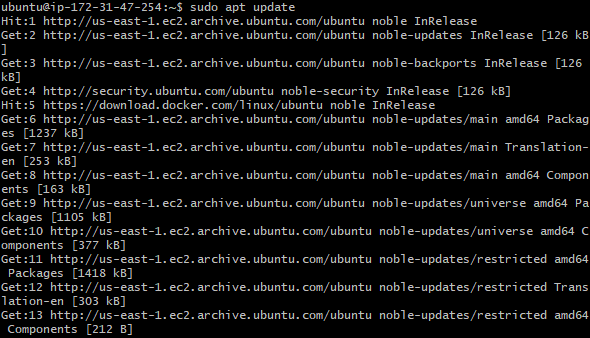 ubuntu@ip-172-31-47-254:~$ sudo apt update
Hit:1 http://us-east-1.ec2.archive.ubuntu.com/ubuntu noble InRelease
Get:2 http://us-east-1.ec2.archive.ubuntu.com/ubuntu noble-updates InRelease [126 kB
]
Get:3 http://us-east-1.ec2.archive.ubuntu.com/ubuntu noble-backports InRelease [126
kB]
Get:4 http://security.ubuntu.com/ubuntu noble-security InRelease [126 kB]
Hit:5 https://download.docker.com/linux/ubuntu noble InRelease
Get:6 http://us-east-1.ec2.archive.ubuntu.com/ubuntu noble-updates/main amd64 Packag
es [1237 kB]
Get:7 http://us-east-1.ec2.archive.ubuntu.com/ubuntu noble-updates/main Translation-
en [253 kB]
Get:8 http://us-east-1.ec2.archive.ubuntu.com/ubuntu noble-updates/main amd64 Compon
ents [163 kB]
Get:9 http://us-east-1.ec2.archive.ubuntu.com/ubuntu noble-updates/universe amd64 Pa
ckages [1105 kB]
Get:10 http://us-east-1.ec2.archive.ubuntu.com/ubuntu noble-updates/universe amd64 C
omponents [377 kB]
Get:11 http://us-east-1.ec2.archive.ubuntu.com/ubuntu noble-updates/restricted amd64
 Packages [1418 kB]
Get:12 http://us-east-1.ec2.archive.ubuntu.com/ubuntu noble-updates/restricted Trans
lation-en [303 kB]
Get:13 http://us-east-1.ec2.archive.ubuntu.com/ubuntu noble-updates/restricted amd64
 Components [212 B]